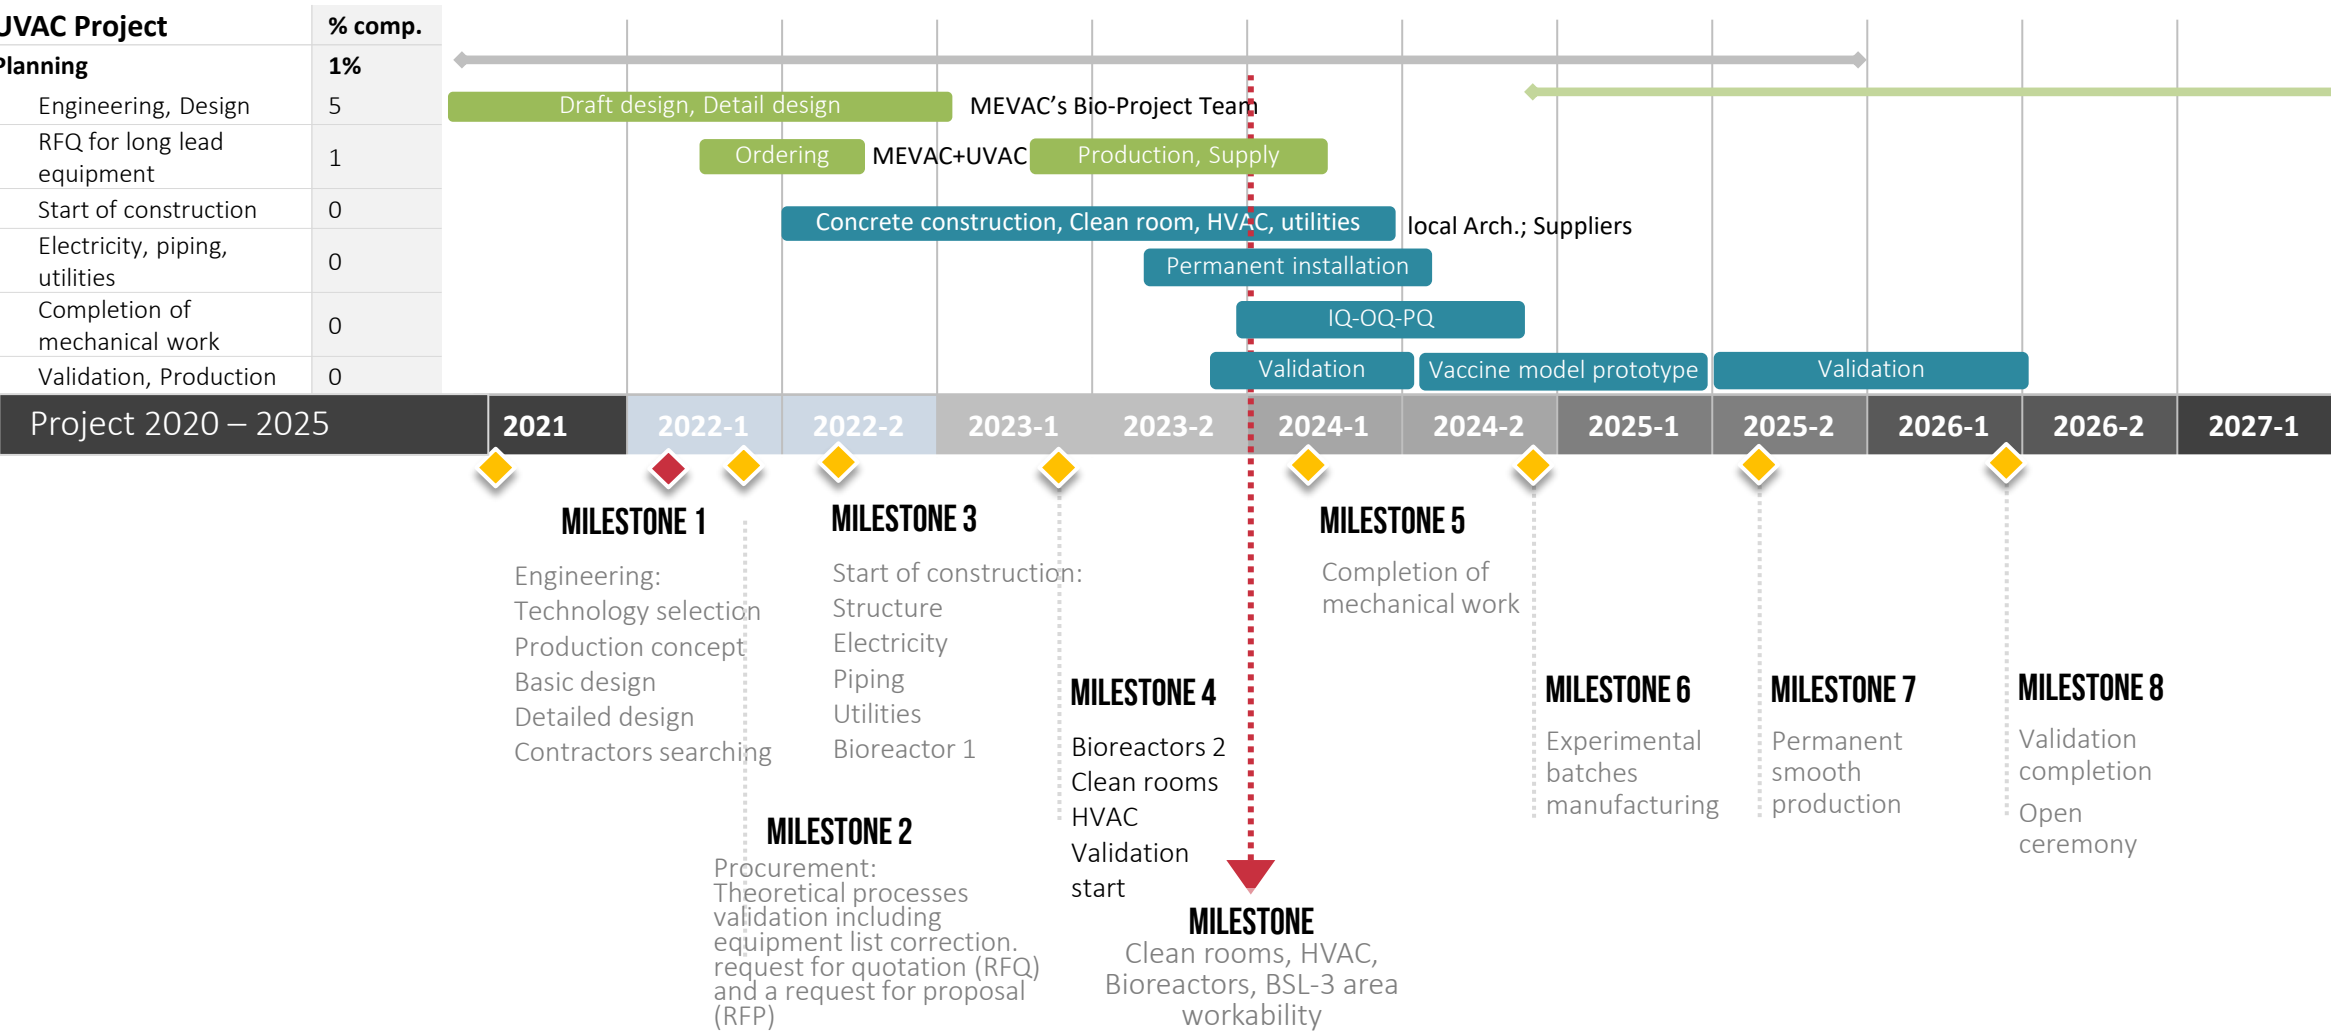 UVAC Project % comp.
Planning 1%
Engineering, Design 5 Draft design, Detail design MEVAC's Bio-Project Team
RFQ for long lead
equipment 1 Ordering MEVAC+UVAC Production, Supply
Start of construction 0 Concrete construction, Clean room, HVAC, utilities local Arch.; Suppliers
Electricity, piping,
utilities 0 Permanent installation
Completion of
mechanical work 0 IQ-OQ-PQ
Validation, Production 0 Validation Vaccine model prototype Validation
Project 2020 – 2025 2021 2022-1 2022-2 2023-1 2023-2 2024-1 2024-2 2025-1 2025-2 2026-1 2026-2 2027-1
MILESTONE 1
Engineering:
Technology selection
Production concept
Basic design
Detailed design
Contractors searching
MILESTONE 2
Procurement:
Theoretical processes
validation including
equipment list correction.
request for quotation (RFQ)
and a request for proposal
(RFP)
MILESTONE 3
Start of construction:
Structure
Electricity
Piping
Utilities
Bioreactor 1
MILESTONE 4
Bioreactors 2
Clean rooms
HVAC
Validation
start
MILESTONE
Clean rooms, HVAC,
Bioreactors, BSL-3 area
workability
MILESTONE 5
Completion of
mechanical work
MILESTONE 6
Experimental
batches
manufacturing
MILESTONE 7
Permanent
smooth
production
MILESTONE 8
Validation
completion
Open
ceremony